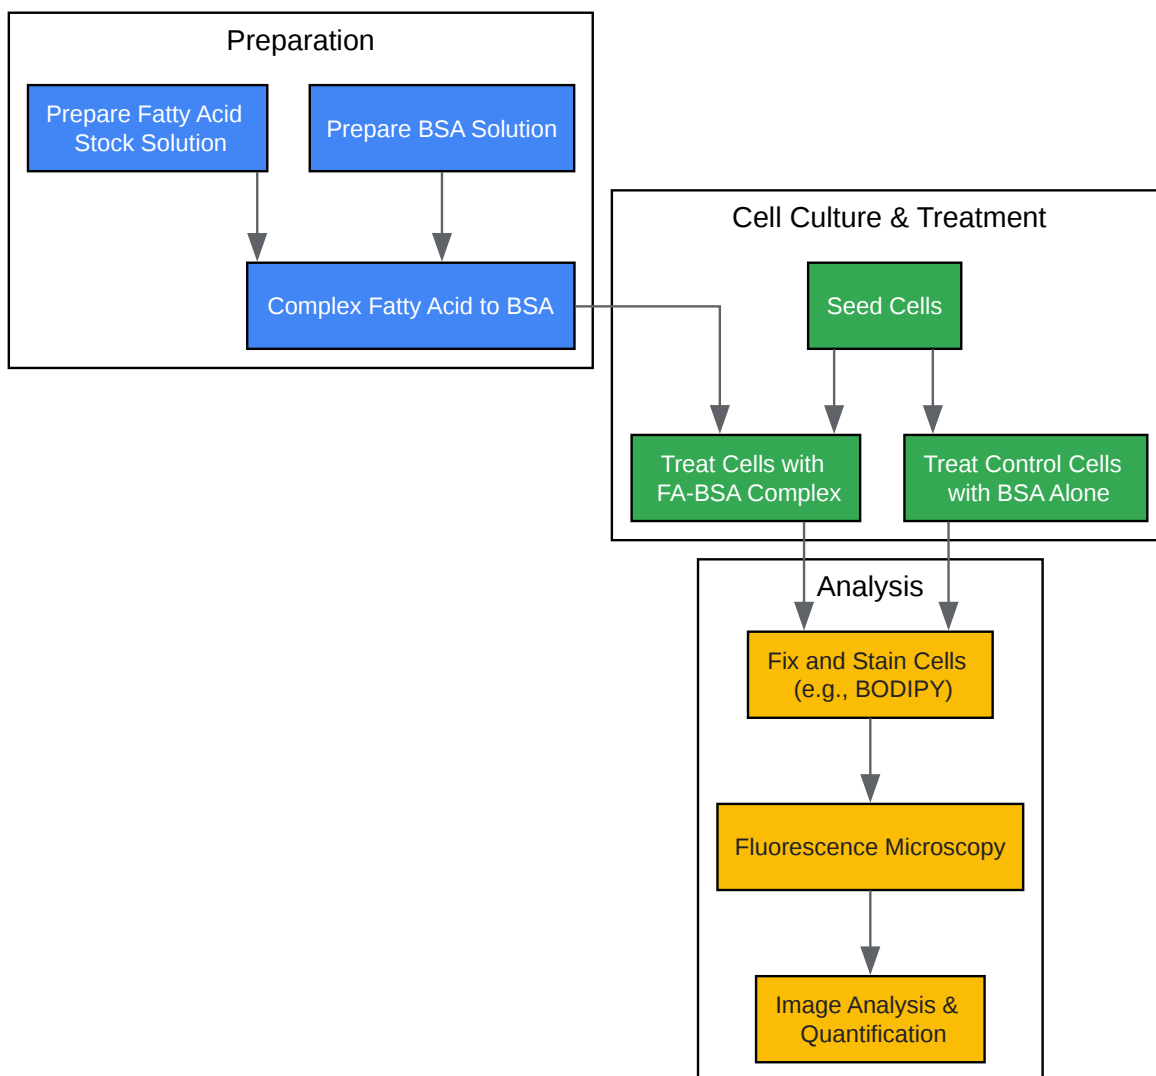 Preparation
Prepare Fatty Acid
Stock Solution
Prepare BSA Solution
Complex Fatty Acid to BSA
Cell Culture & Treatment
Seed Cells
Treat Cells with
FA-BSA Complex
Treat Control Cells
with BSA Alone
Analysis
Fix and Stain Cells
(e.g., BODIPY)
Fluorescence Microscopy
Image Analysis &
Quantification